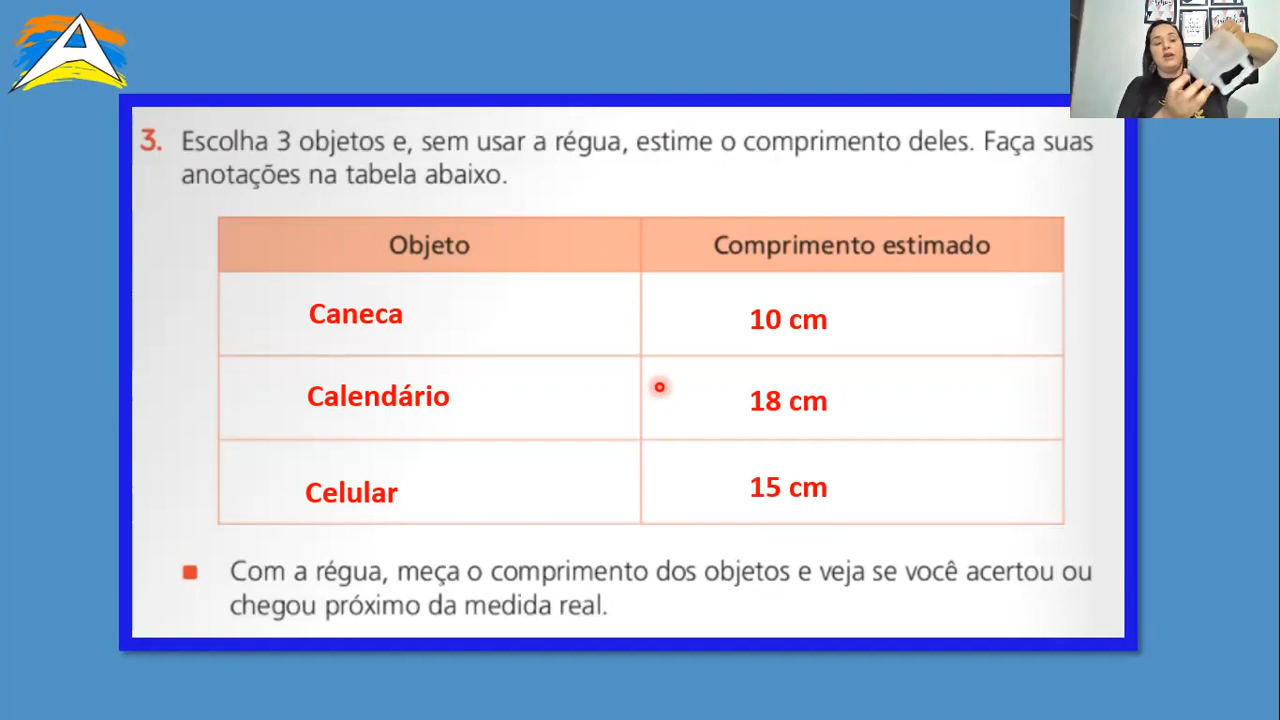 3. Escolha 3 objetos e, sem usar a régua, estime o comprimento deles. Faça suas
anotações na tabela abaixo.
Objeto Comprimento estimado
Caneca 10 cm
Calendário 18 cm
Celular 15 cm
Com a régua, meça o comprimento dos objetos e veja se você acertou ou
chegou próximo da medida real.